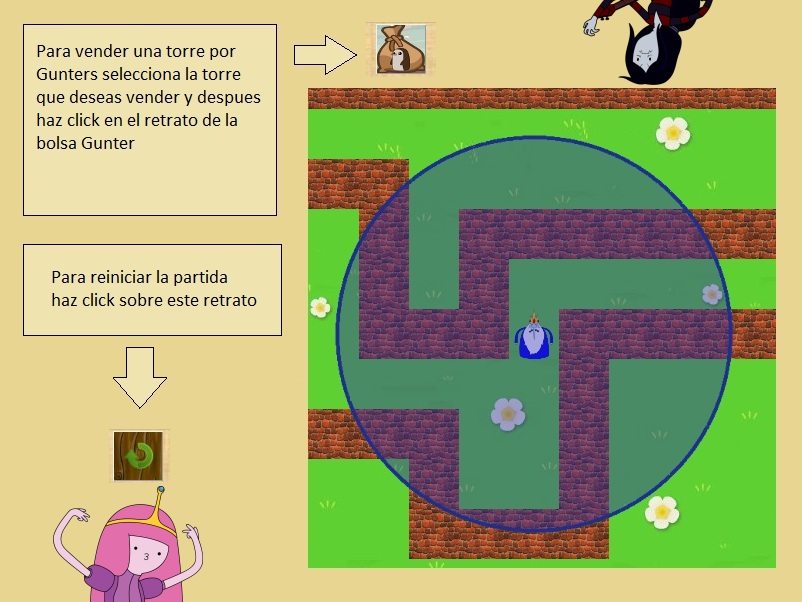 Para vender una torre por
Gunters selecciona la torre
que deseas vender y despues
haz click en el retrato de la
bolsa Gunter
Para reiniciar la partida
haz click sobre este retrato